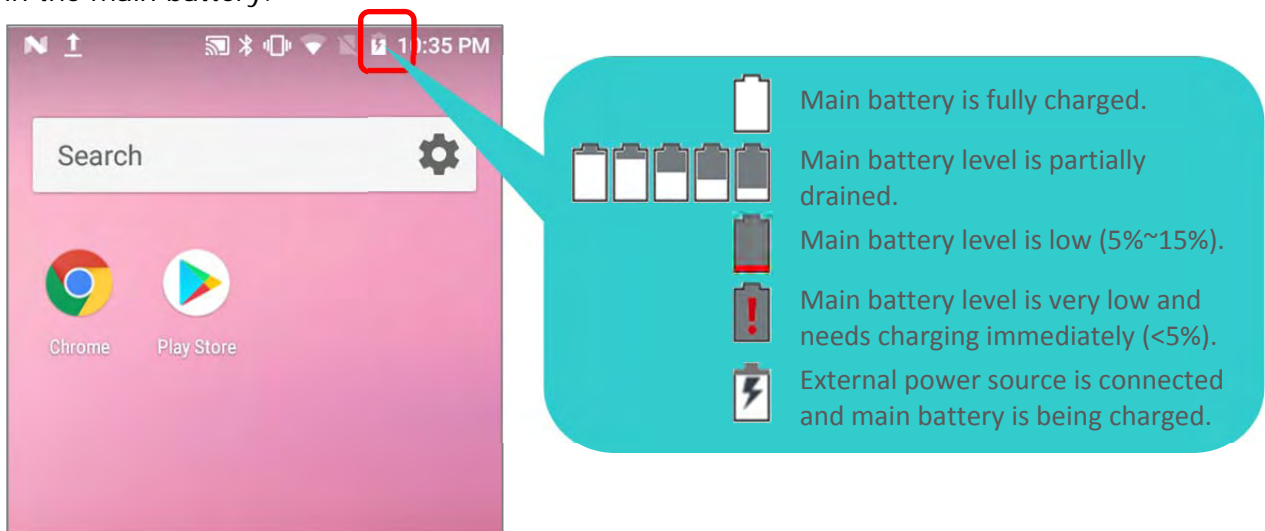 in the main battery.
10:35 PM
Search
Chrome Play Store
Main battery is fully charged.
Main battery level is partially
drained.
Main battery level is low (5%~15%).
Main battery level is very low and
needs charging immediately (<5%).
External power source is connected
and main battery is being charged.